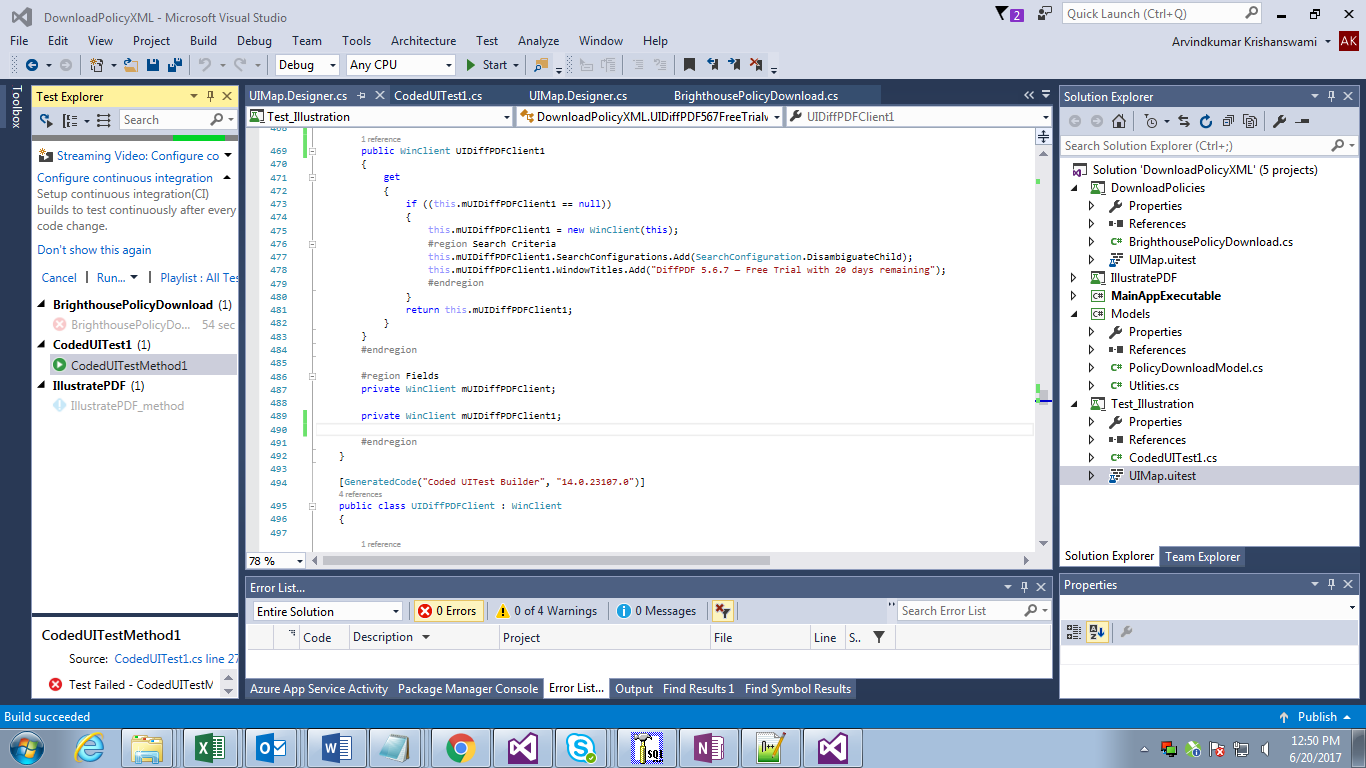 DownloadPolicyXML - Microsoft Visual Studio
2
Quick Launch (Ctrl+Q)
File Edit View Project Build Debug Team Tools Architecture Test Analyze Window Help
Arvindkumar Krishanswami AK
Debug Any CPU Start
Toolbox
Test Explorer
Search
Streaming Video: Configure co
Configure continuous integration
Setup continuous integration(CI)
builds to test continuously after every
code change.
Don't show this again
Cancel Run... Playlist : All Tes
BrighthousePolicyDownload (1)
BrighthousePolicyDo... 54 sec
CodedUITest1 (1)
CodedUITestMethod1
IllustratePDF (1)
IllustratePDF_method
CodedUITestMethod1
Source: CodedUITest1.cs line 27
Test Failed - CodedUITestM
UIMap.Designer.cs CodedUITest1.cs UIMap.Designer.cs BrighthousePolicyDownload.cs
Test_Illustration DownloadPolicyXML.UIDiffPDF567FreeTrialw UIDiffPDFClient1
468
1 reference
469 public WinClient UIDiffPDFClient1
470 {
471 get
472 {
473 if ((this.mUIDiffPDFClient1 == null))
474 {
475 this.mUIDiffPDFClient1 = new WinClient(this);
476 #region Search Criteria
477 this.mUIDiffPDFClient1.SearchConfigurations.Add(SearchConfiguration.DisambiguateChild);
478 this.mUIDiffPDFClient1.WindowTitles.Add("DiffPDF 5.6.7 — Free Trial with 20 days remaining");
479 #endregion
480 }
481 return this.mUIDiffPDFClient1;
482 }
483 }
484 #endregion
485
486 #region Fields
487 private WinClient mUIDiffPDFClient;
488
489 private WinClient mUIDiffPDFClient1;
490
491 #endregion
492 }
493
494 [GeneratedCode("Coded UITest Builder", "14.0.23107.0")]
4 references
495 public class UIDiffPDFClient : WinClient
496 {
497
1 reference
78 %
Error List...
Entire Solution 0 Errors 0 of 4 Warnings 0 Messages Search Error List
Code Description Project File Line S..
Azure App Service Activity Package Manager Console Error List... Output Find Results 1 Find Symbol Results
Solution Explorer
Search Solution Explorer (Ctrl+;)
Solution 'DownloadPolicyXML' (5 projects)
DownloadPolicies
Properties
References
C# BrighthousePolicyDownload.cs
UIMap.uitest
IllustratePDF
C# MainAppExecutable
C# Models
Properties
References
C# PolicyDownloadModel.cs
C# Utlities.cs
Test_Illustration
Properties
References
C# CodedUITest1.cs
UIMap.uitest
Solution Explorer Team Explorer
Properties
Build succeeded
Publish
12:50 PM
6/20/2017